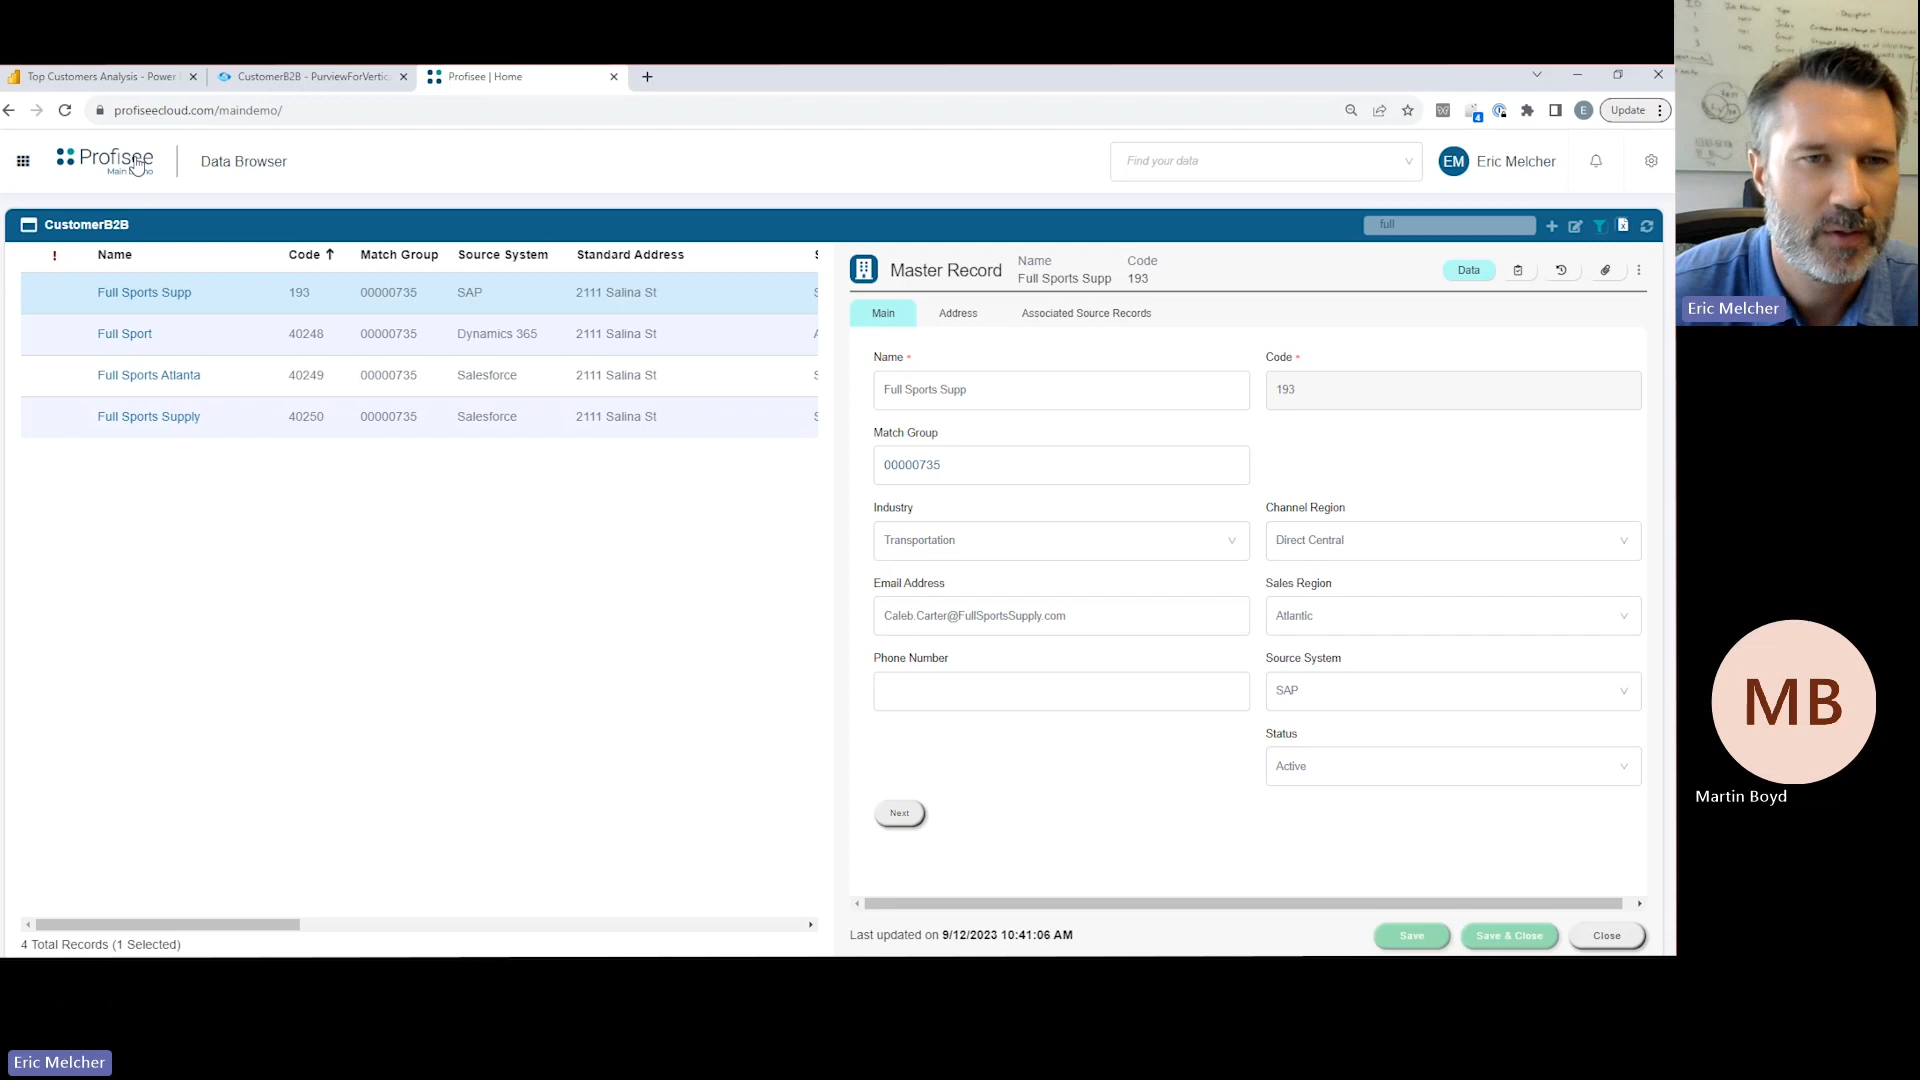 Top Customers Analysis - Power
CustomerB2B - PurviewForVertic
Profisee | Home
profiseecloud.com/maindemo/
4
E
Update
Profisee
Data Browser
Find your data
EM
Eric Melcher
CustomerB2B
full
! Name Code ↑ Match Group Source System Standard Address
Full Sports Supp 193 00000735 SAP 2111 Salina St
Full Sport 40248 00000735 Dynamics 365 2111 Salina St
Full Sports Atlanta 40249 00000735 Salesforce 2111 Salina St
Full Sports Supply 40250 00000735 Salesforce 2111 Salina St
4 Total Records (1 Selected)
Master Record
Name
Full Sports Supp
Code
193
Data
Main Address Associated Source Records
Name *
Full Sports Supp
Code *
193
Match Group
00000735
Industry
Transportation
Channel Region
Direct Central
Email Address
Caleb.Carter@FullSportsSupply.com
Sales Region
Atlantic
Phone Number
Source System
SAP
Status
Active
Next
Last updated on 9/12/2023 10:41:06 AM
Save
Save & Close
Close
Eric Melcher
MB
Martin Boyd
Eric Melcher